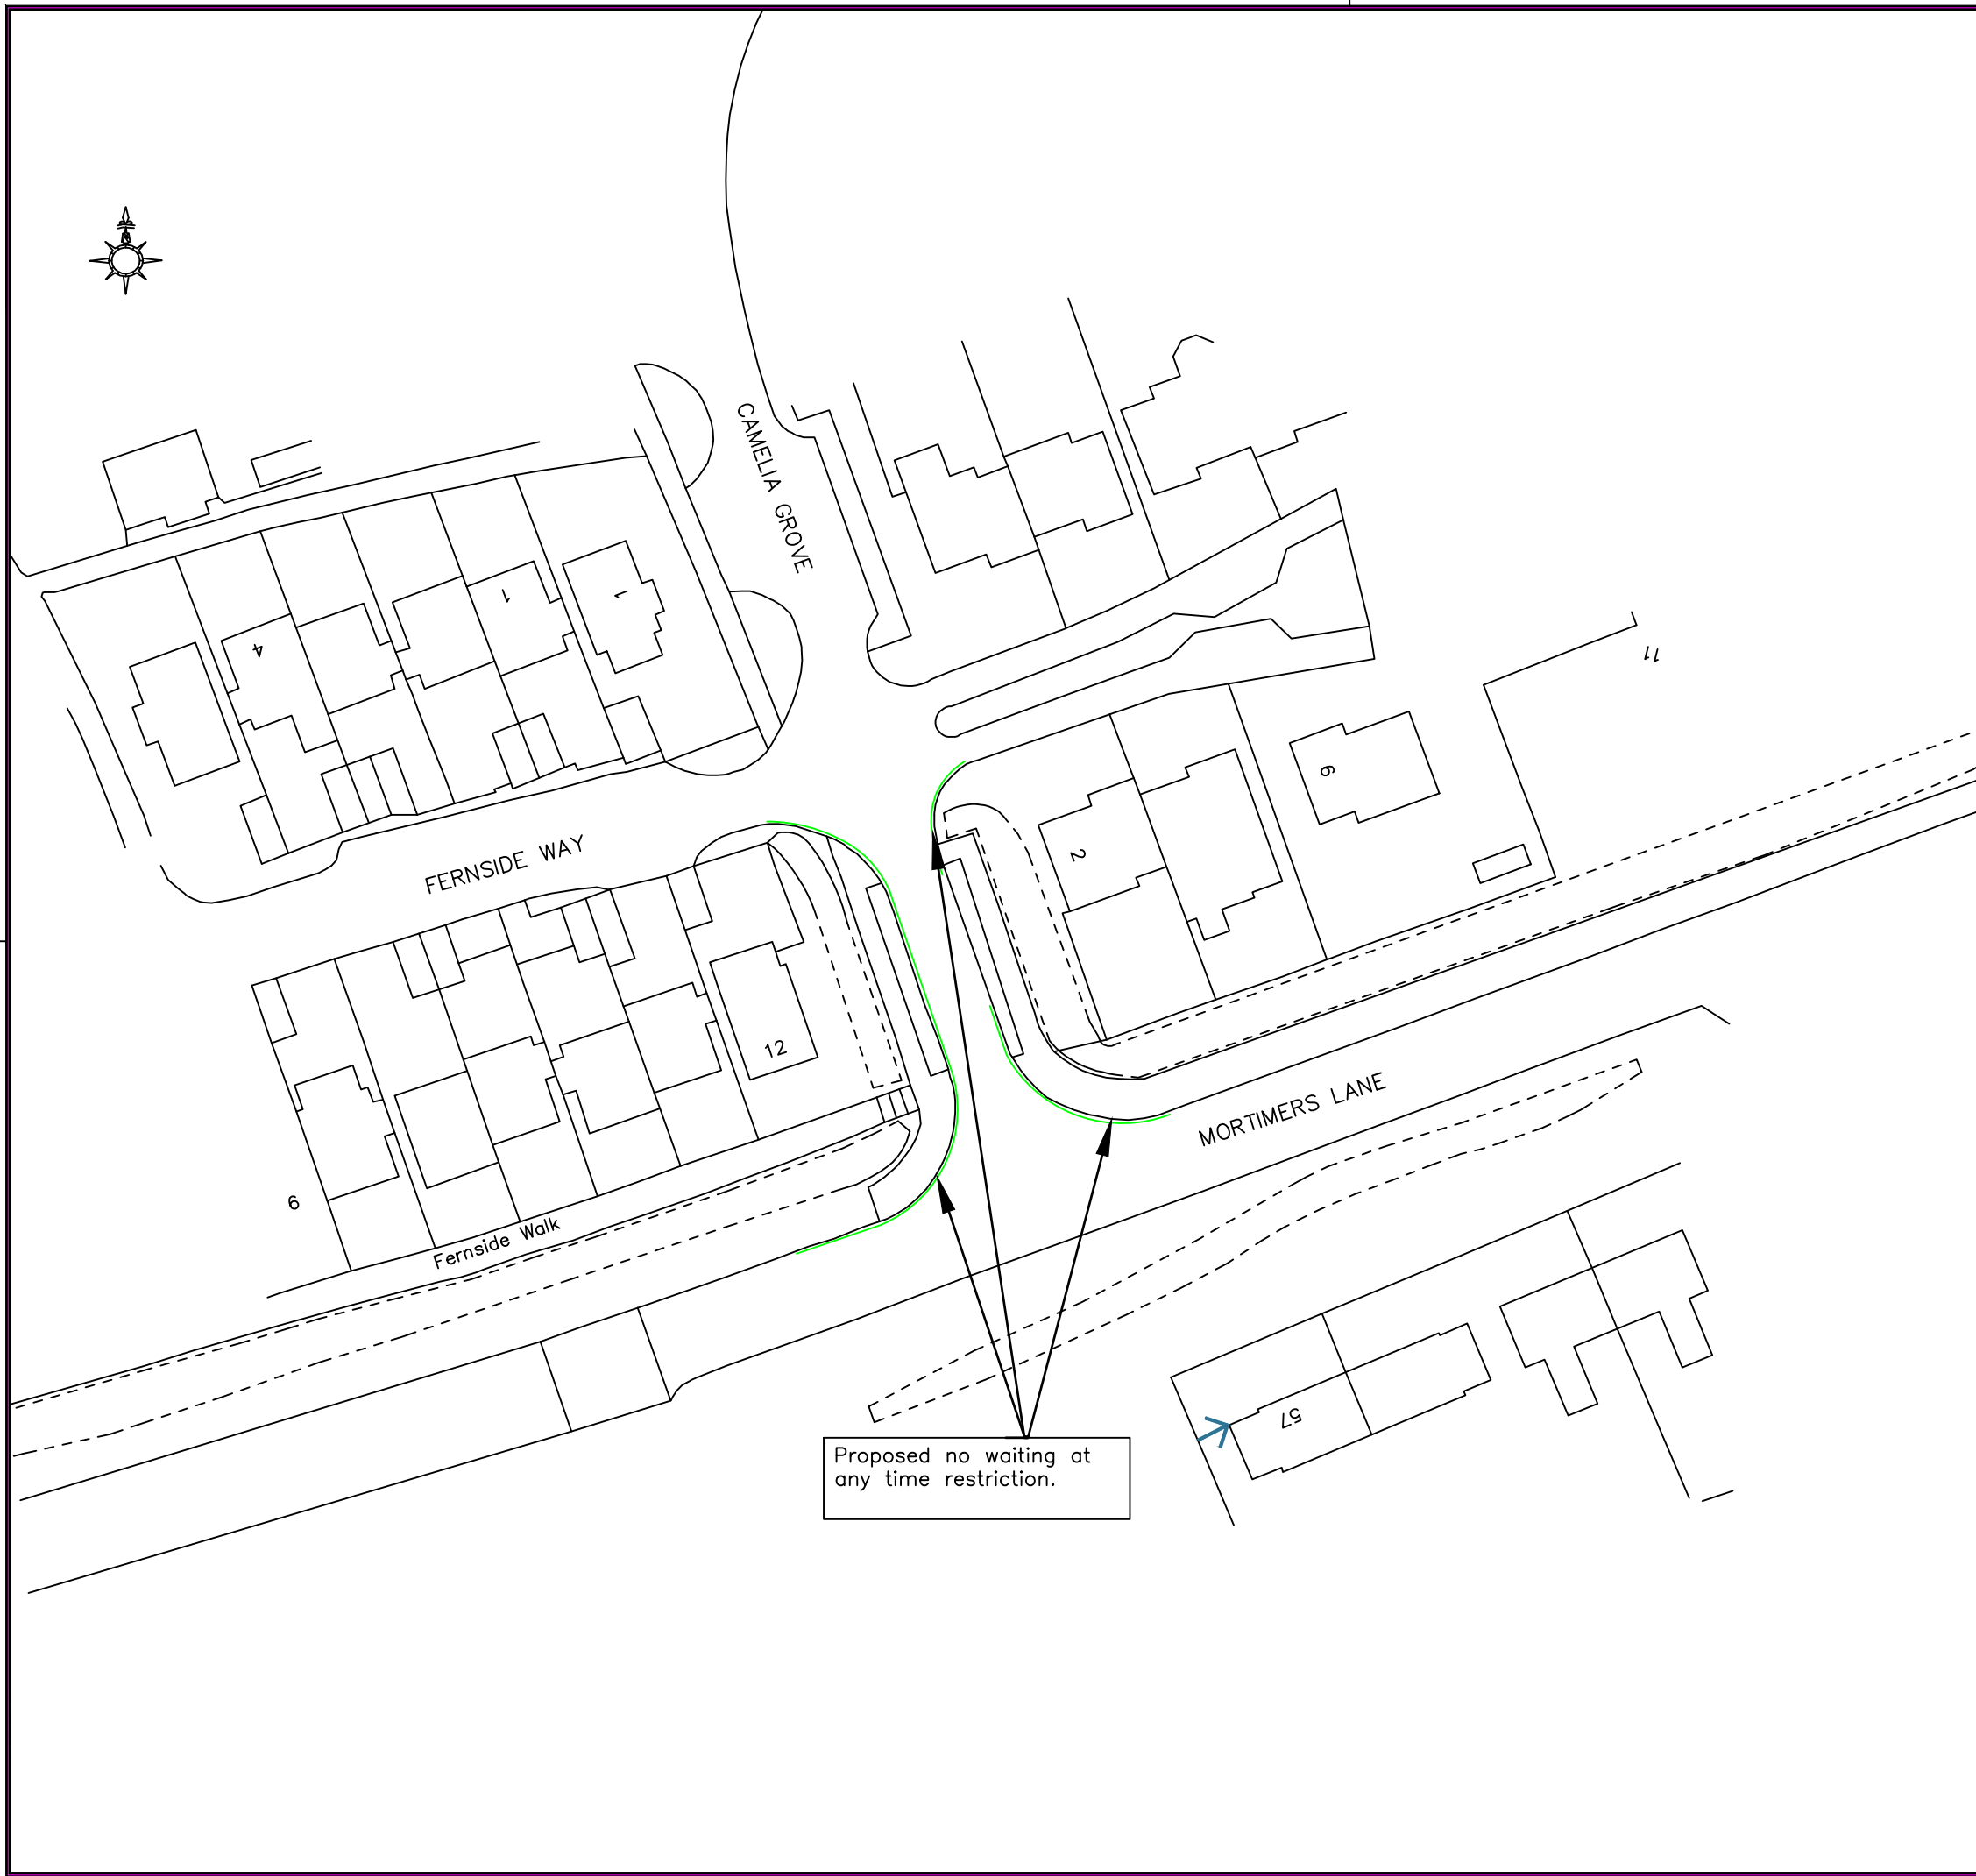 N
CAMELIA GROVE
1
1
4
11
6
2
FERNSIDE WAY
12
MORTIMERS LANE
6
Fernside Walk
57
Proposed no waiting at
any time restriction.